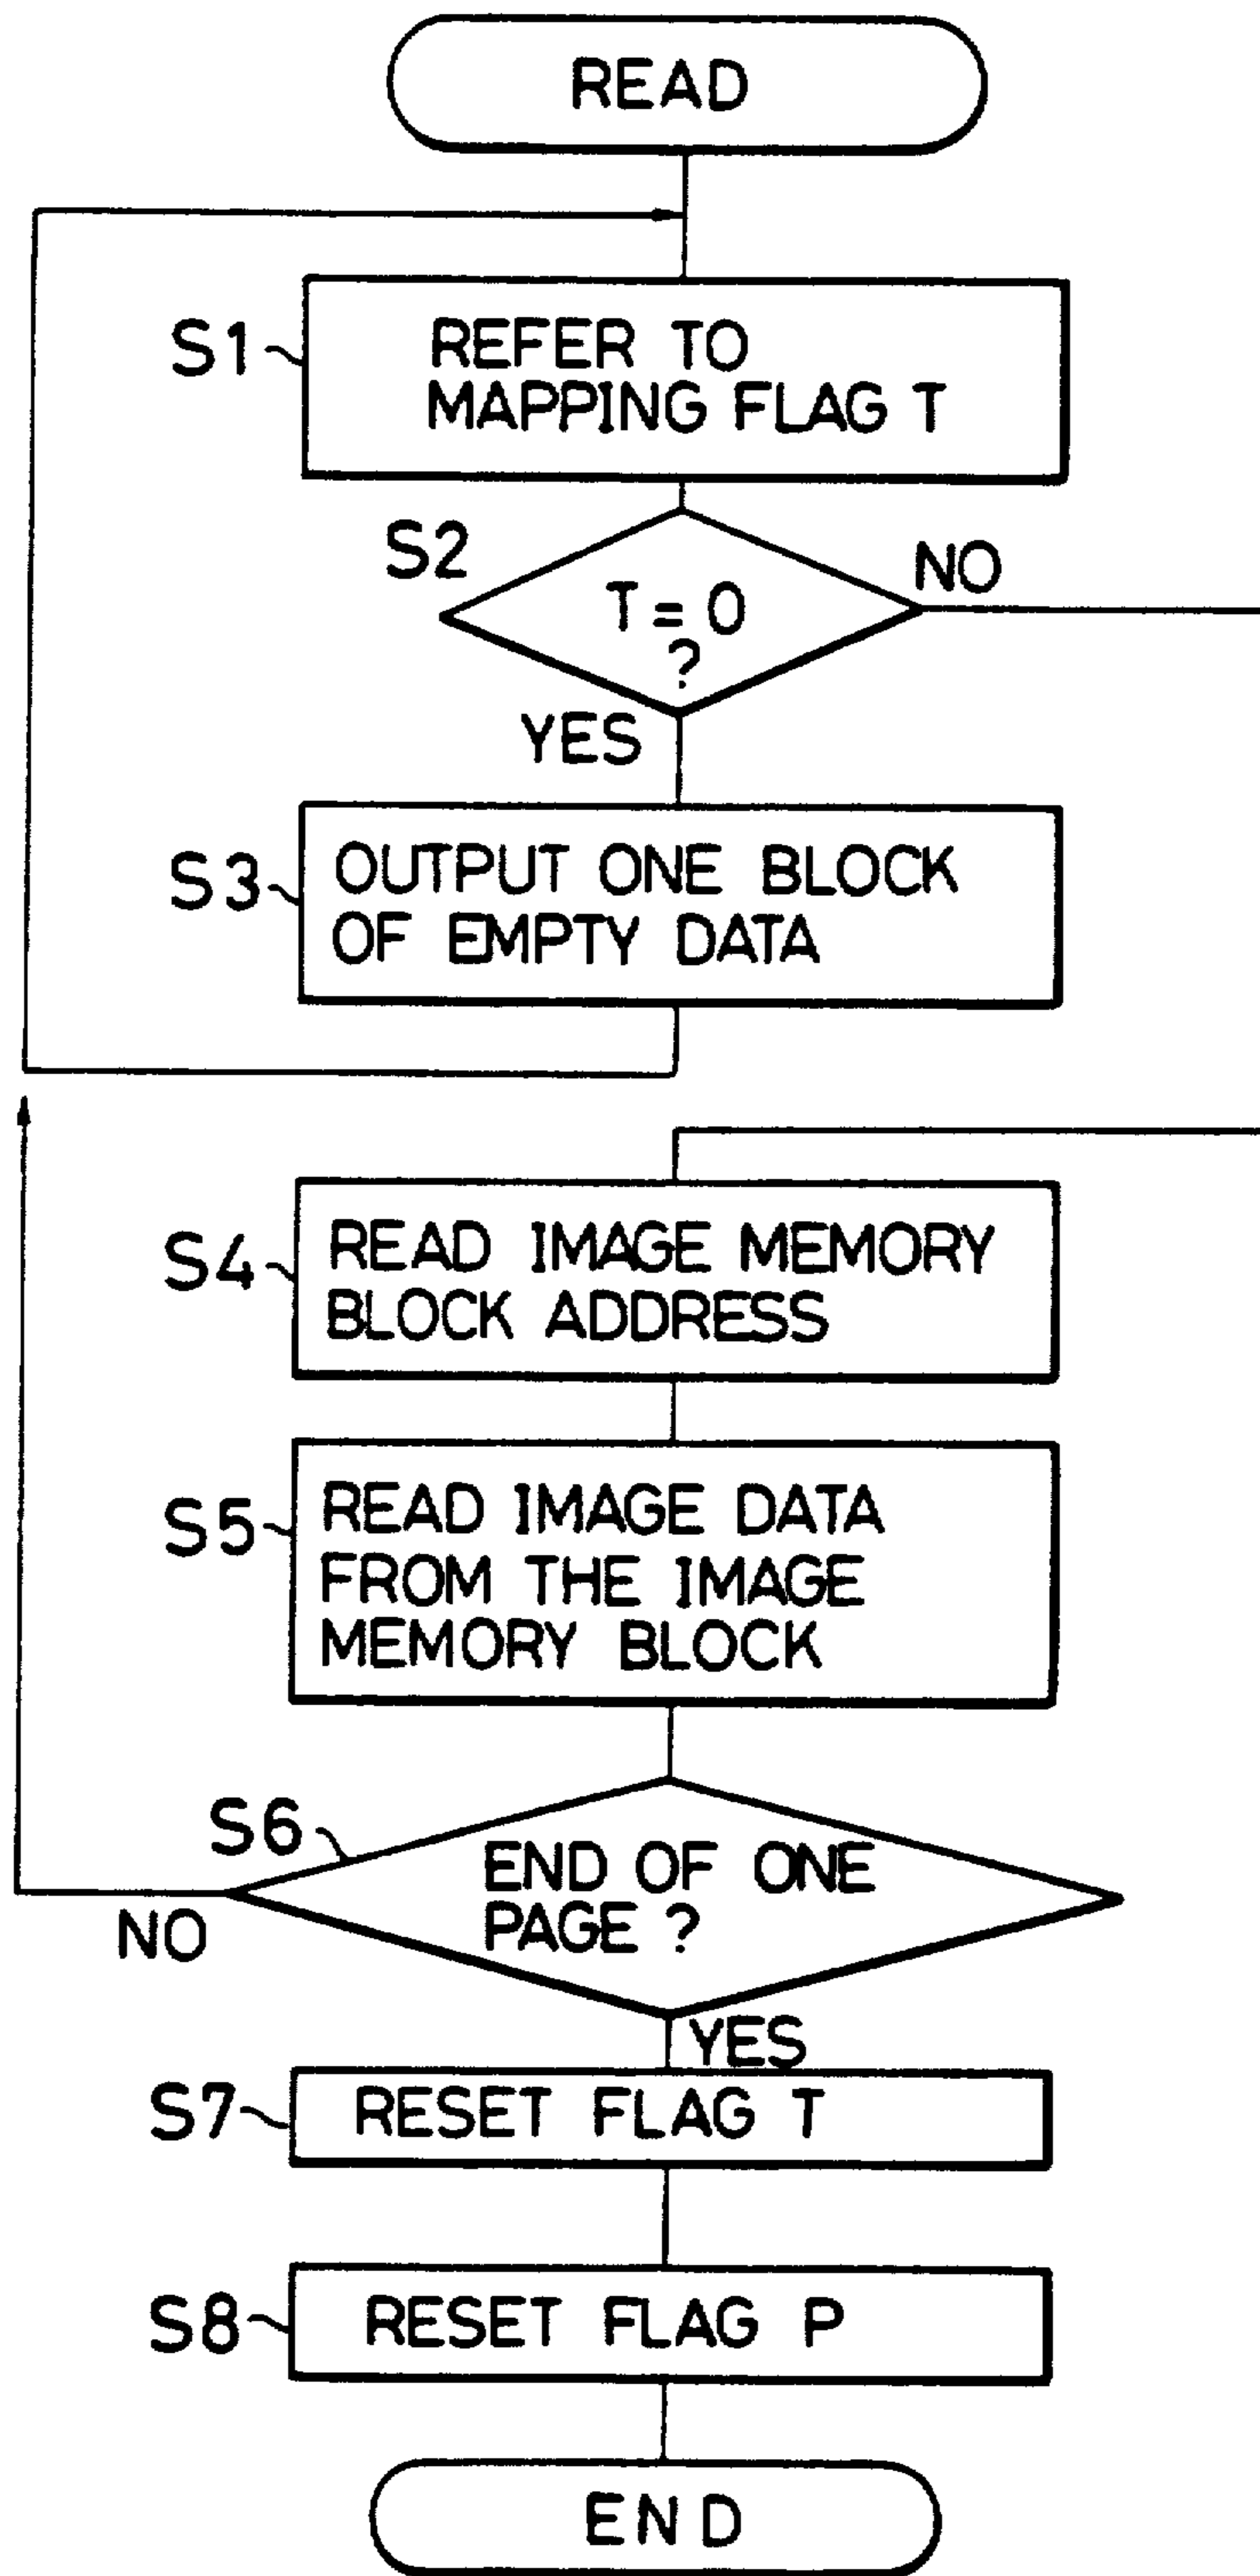 READ
S1
REFER TO
MAPPING FLAG T
S2
T = 0
?
NO
YES
S3
OUTPUT ONE BLOCK
OF EMPTY DATA
S4
READ IMAGE MEMORY
BLOCK ADDRESS
S5
READ IMAGE DATA
FROM THE IMAGE
MEMORY BLOCK
S6
END OF ONE
PAGE ?
NO
YES
S7
RESET FLAG T
S8
RESET FLAG P
END